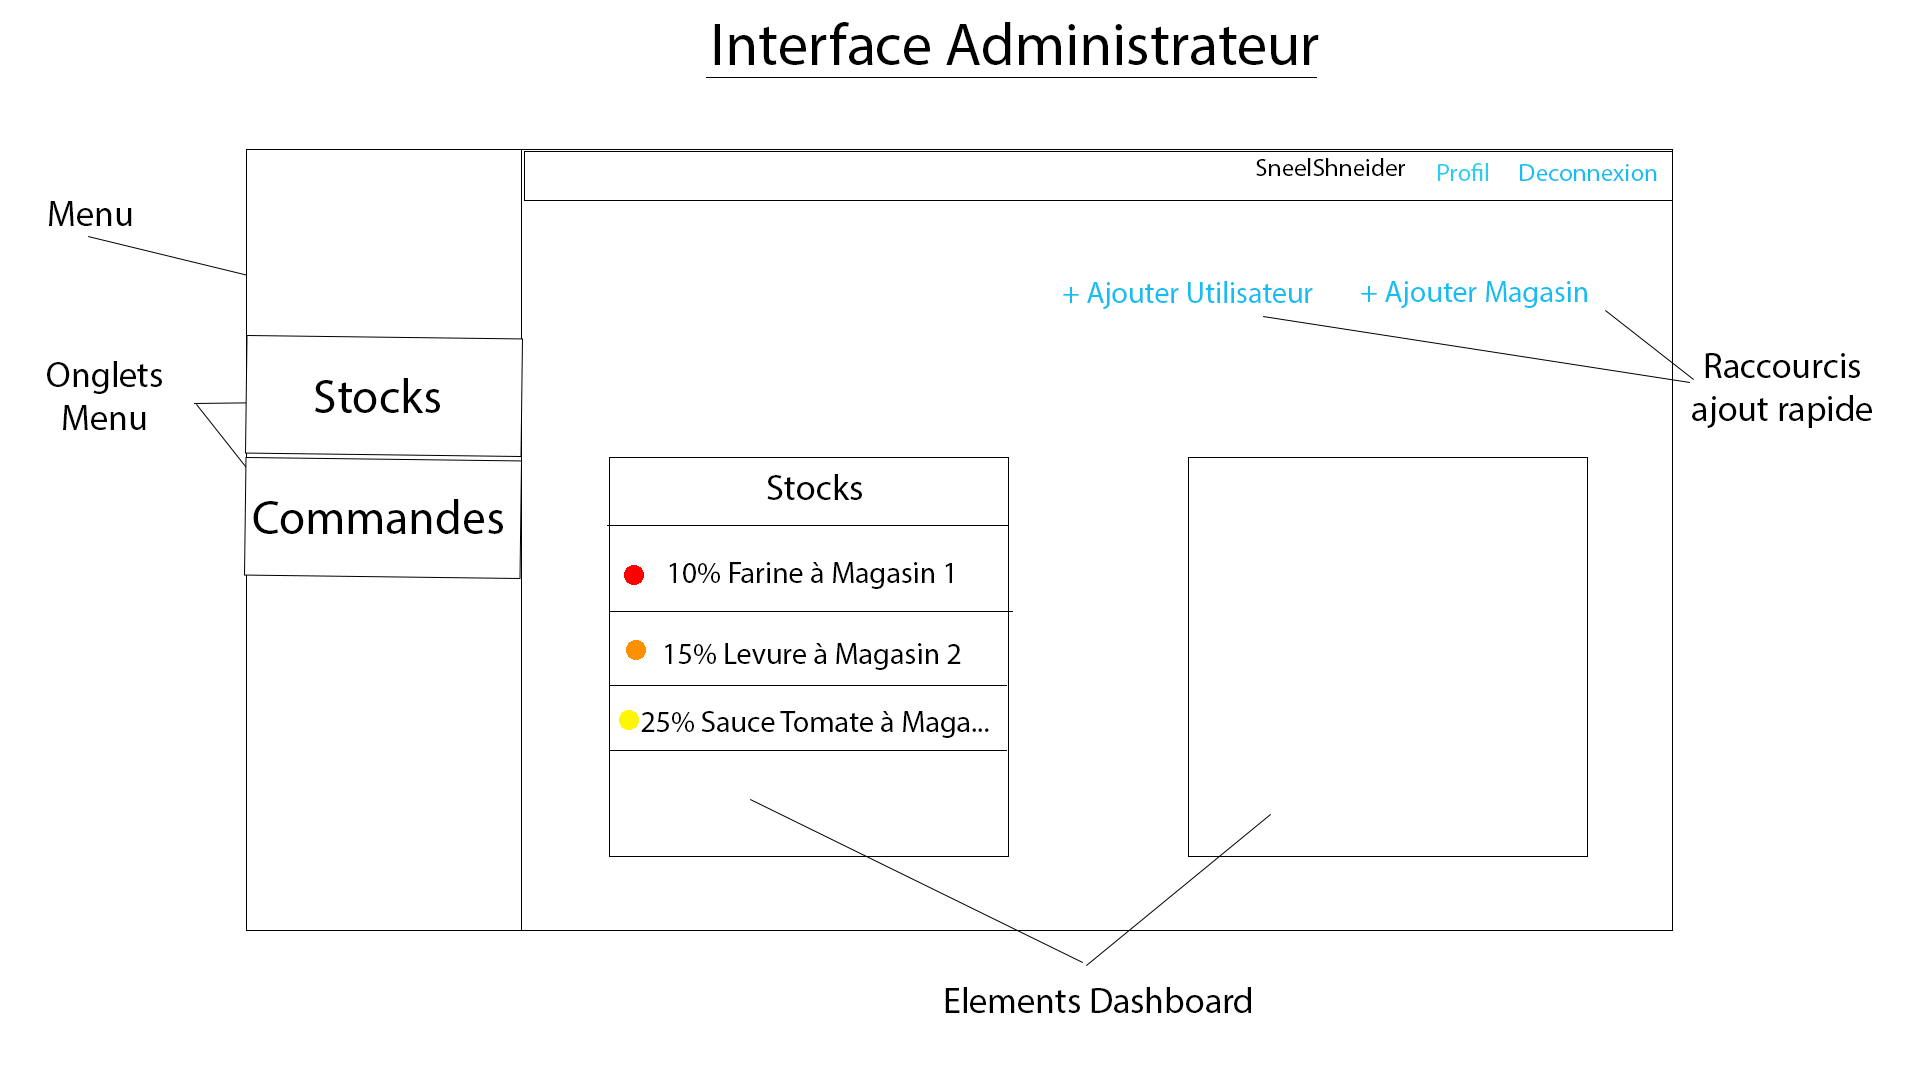 Interface Administrateur
SneelShneider Profil Deconnexion
Menu
+ Ajouter Utilisateur + Ajouter Magasin
Onglets
Menu
Stocks
Commandes
Raccourcis
ajout rapide
Stocks
10% Farine à Magasin 1
15% Levure à Magasin 2
25% Sauce Tomate à Maga...
Elements Dashboard